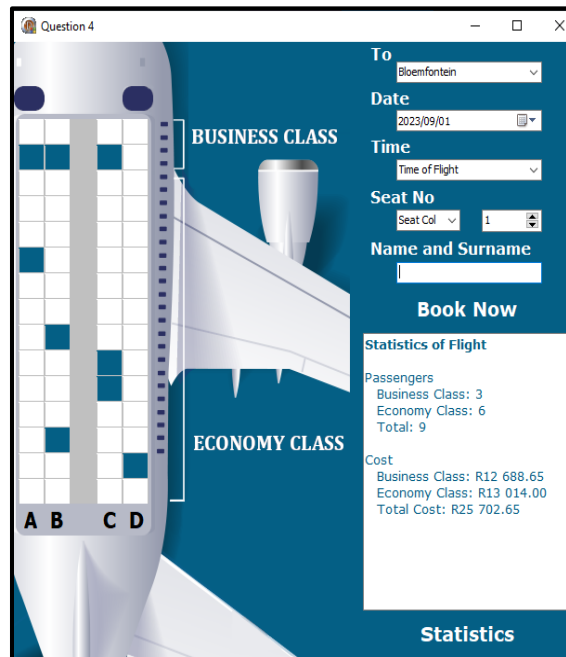 Question 4
To
Bloemfontein
Date
2023/09/01
Time
Time of Flight
Seat No
Seat Col
1
Name and Surname
Book Now
BUSINESS CLASS
ECONOMY CLASS
A B C D
Statistics of Flight
Passengers
Business Class: 3
Economy Class: 6
Total: 9
Cost
Business Class: R12 688.65
Economy Class: R13 014.00
Total Cost: R25 702.65
Statistics